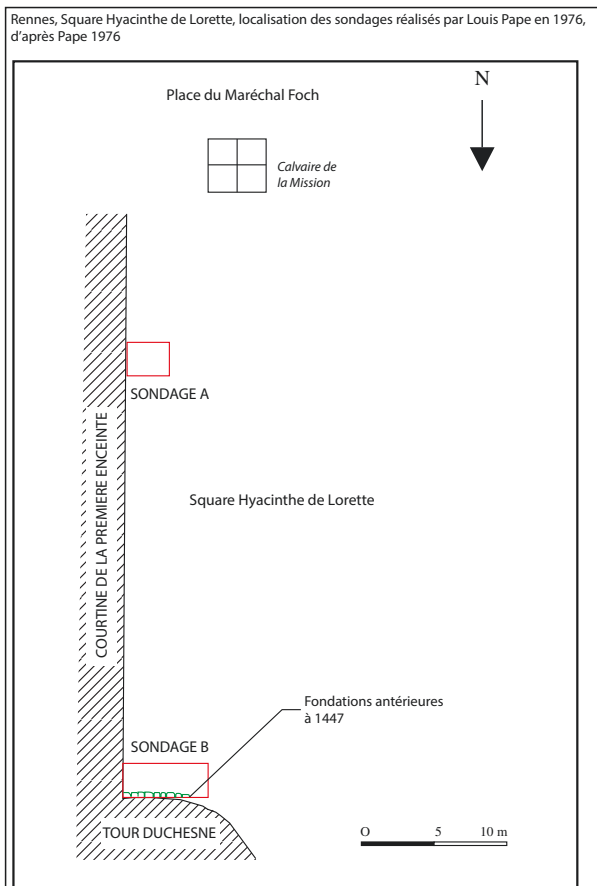 Rennes, Square Hyacinthe de Lorette, localisation des sondages réalisés par Louis Pape en 1976,
d'après Pape 1976
Place du Maréchal Foch
N
Calvaire de
la Mission
SONDAGE A
COURTINE DE LA PREMIERE ENCEINTE
Square Hyacinthe de Lorette
Fondations antérieures
à 1447
SONDAGE B
TOUR DUCHESNE
O 5 10 m